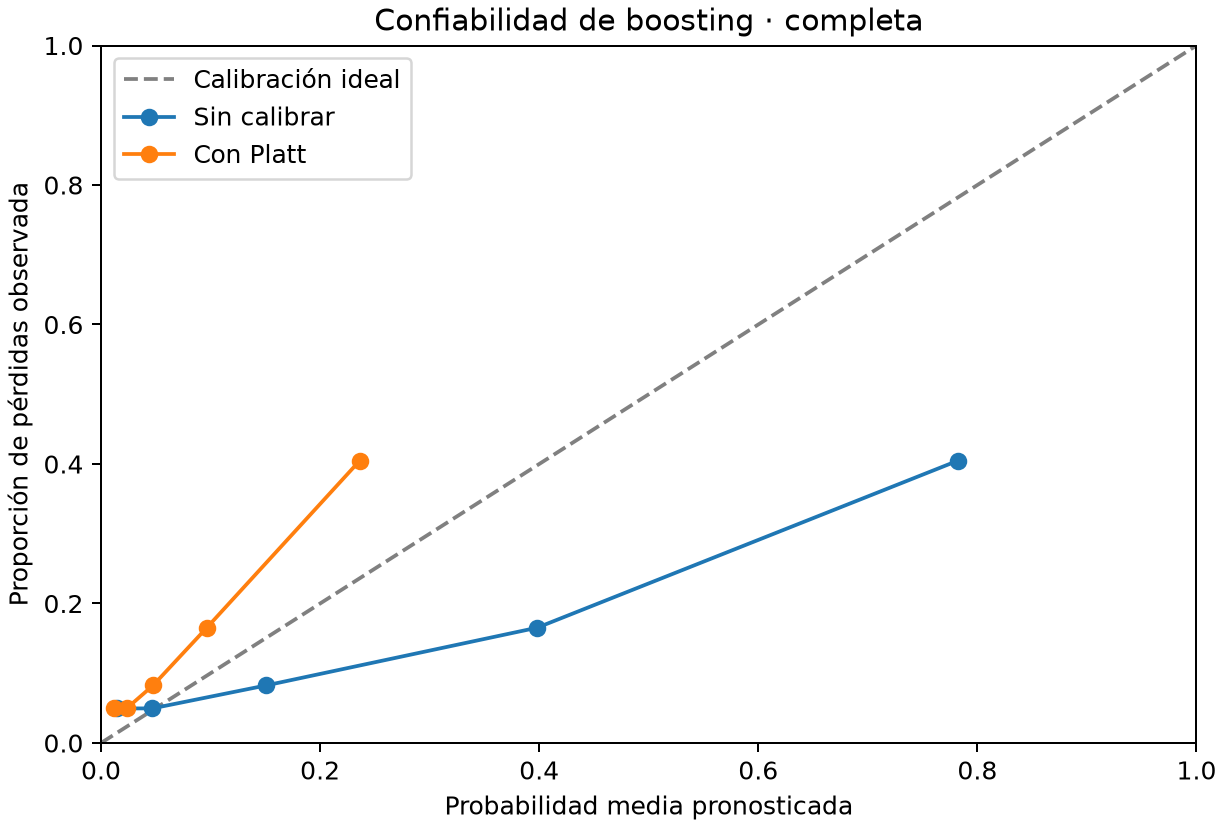 Confiabilidad de boosting · completa
Calibración ideal
Sin calibrar
Con Platt
Proporción de pérdidas observada
1.0
0.8
0.6
0.4
0.2
0.0
0.0 0.2 0.4 0.6 0.8 1.0
Probabilidad media pronosticada